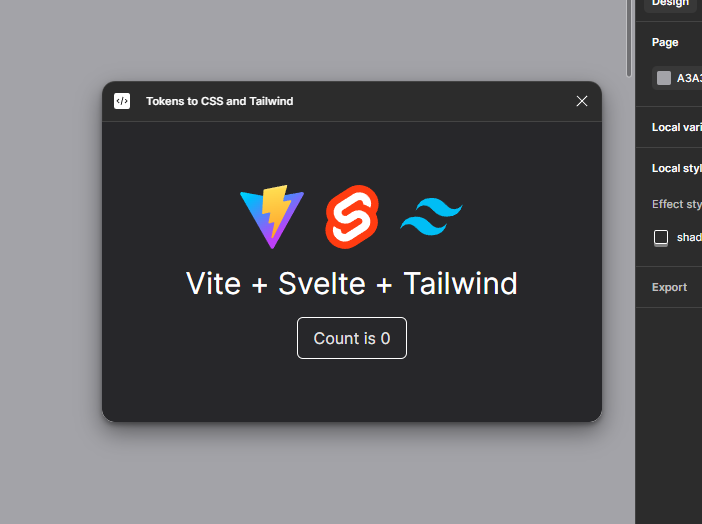 Design
Page
A3A3
Tokens to CSS and Tailwind
Local vari
Local styl
Effect sty
shad
Vite + Svelte + Tailwind
Export
Count is 0